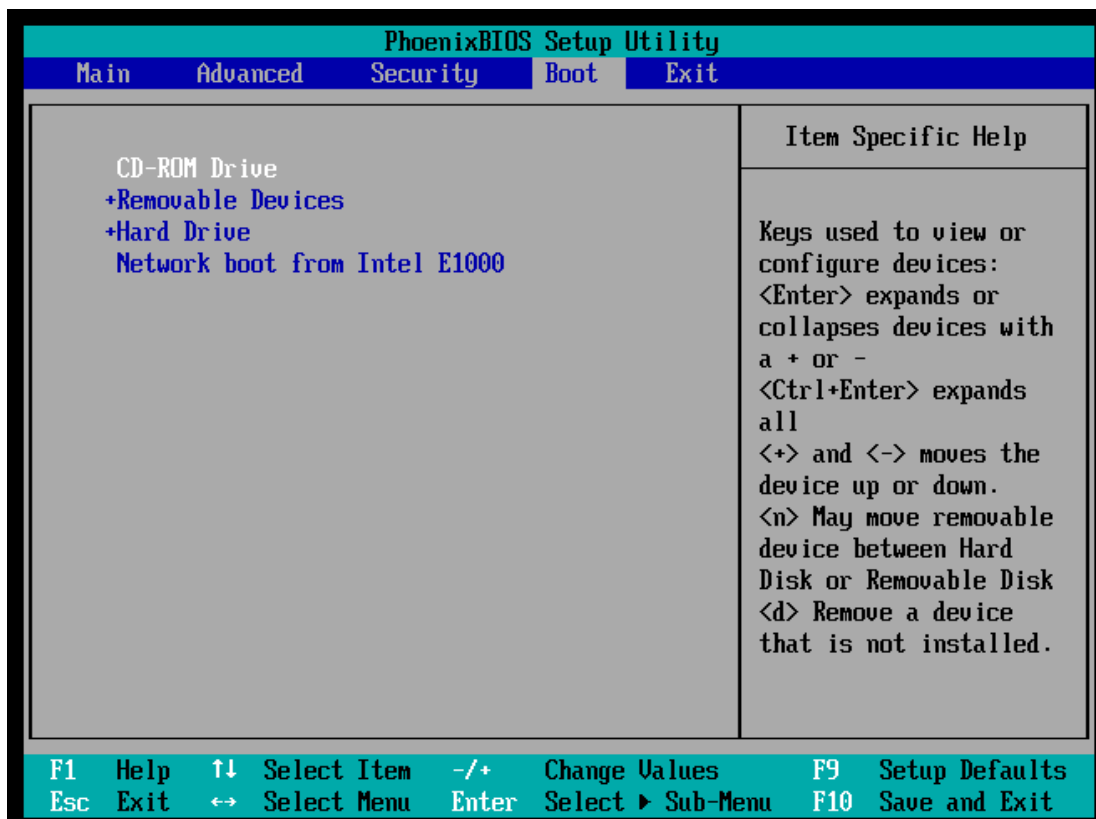 PhoenixBIOS Setup Utility
Main Advanced Security Boot Exit
CD-ROM Drive
+Removable Devices
+Hard Drive
Network boot from Intel E1000
Item Specific Help
Keys used to view or
configure devices:
<Enter> expands or
collapses devices with
a + or -
<Ctrl+Enter> expands
all
<+> and <-> moves the
device up or down.
<n> May move removable
device between Hard
Disk or Removable Disk
<d> Remove a device
that is not installed.
F1 Help ↑↓ Select Item -/+ Change Values F9 Setup Defaults
Esc Exit ↔ Select Menu Enter Select ▶ Sub-Menu F10 Save and Exit